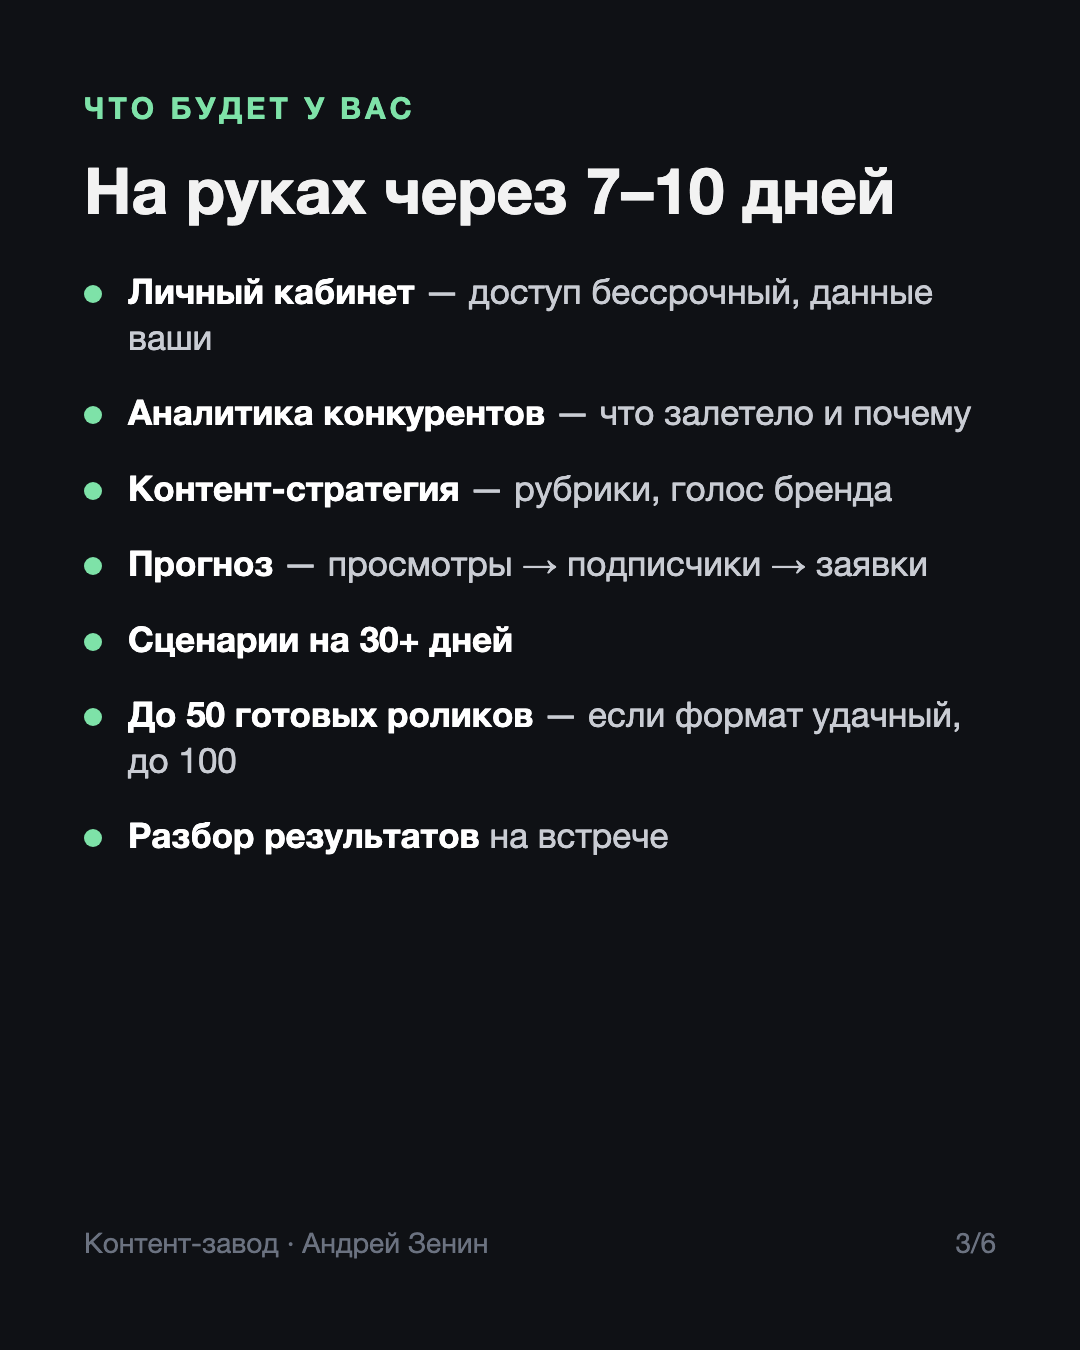 ЧТО БУДЕТ У ВАС
На руках через 7–10 дней
Личный кабинет — доступ бессрочный, данные
ваши
Аналитика конкурентов — что залетело и почему
Контент-стратегия — рубрики, голос бренда
Прогноз — просмотры → подписчики → заявки
Сценарии на 30+ дней
До 50 готовых роликов — если формат удачный,
до 100
Разбор результатов на встрече
Контент-завод · Андрей Зенин
3/6